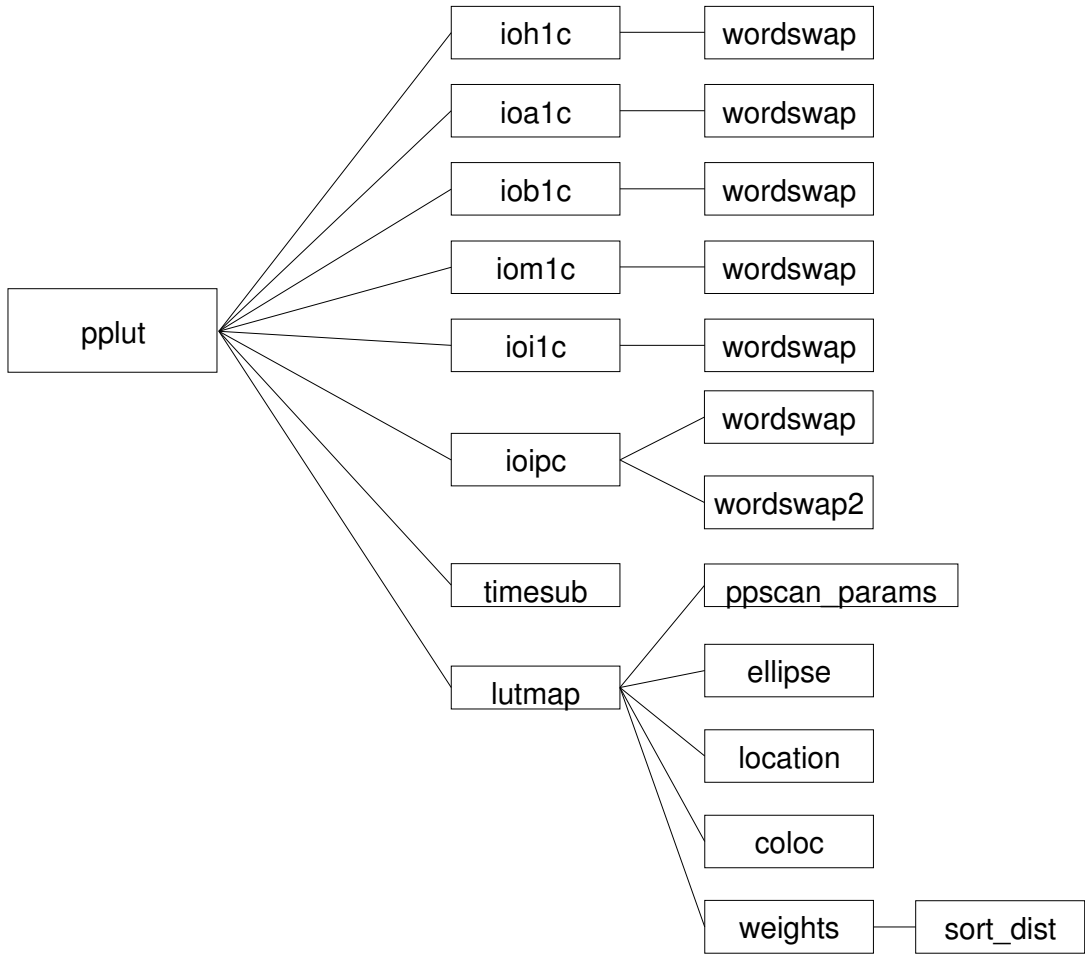 pplut
ioh1c
wordswap
ioa1c
wordswap
iob1c
wordswap
iom1c
wordswap
ioi1c
wordswap
ioipc
wordswap
wordswap2
timesub
lutmap
ppscan_params
ellipse
location
coloc
weights
sort_dist